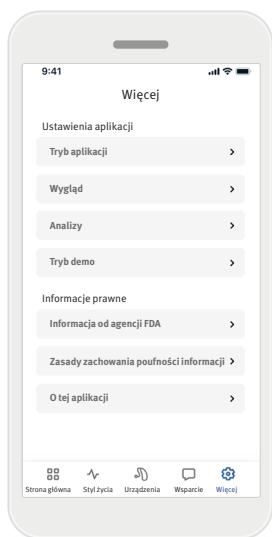 9:41
Więcej
Ustawienia aplikacji
Tryb aplikacji
Wygląd
Analizy
Tryb demo
Informacje prawne
Informacja od agencji FDA
Zasady zachowania poufności informacji
O tej aplikacji
Strona główna Styl życia Urządzenia Wsparcie Więcej